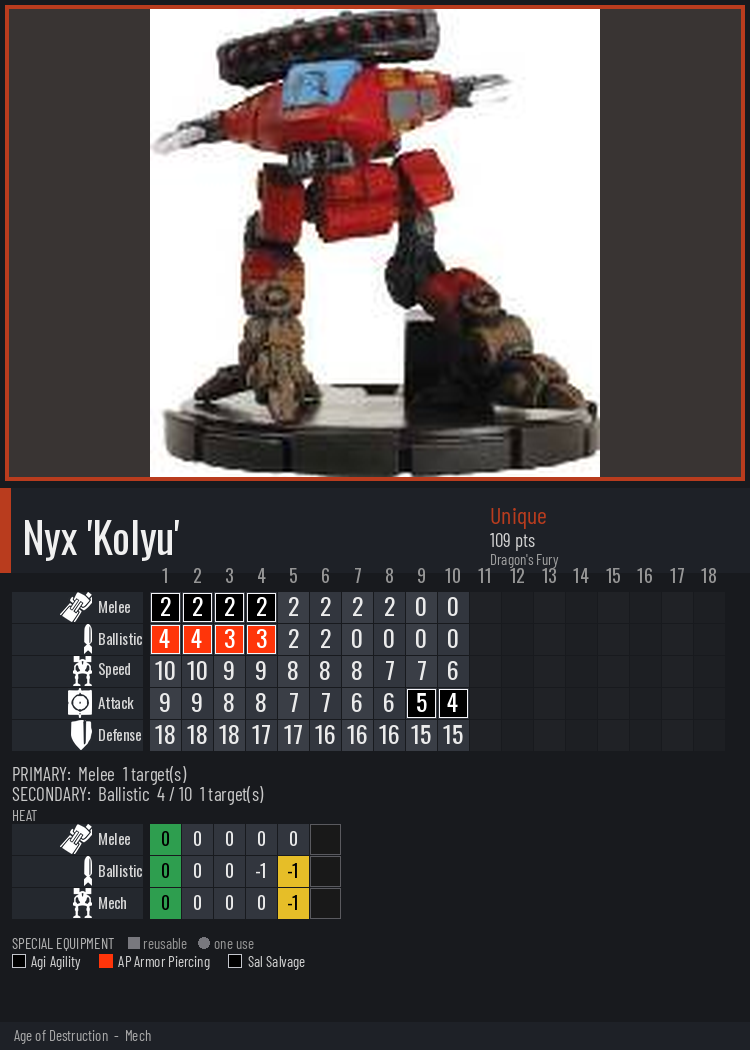 Nyx 'Kolyu'
Unique
109 pts
Dragon's Fury
1 2 3 4 5 6 7 8 9 10 11 12 13 14 15 16 17 18
Melee 2 2 2 2 2 2 2 2 0 0
Ballistic 4 4 3 3 2 2 0 0 0 0
Speed 10 10 9 9 8 8 8 7 7 6
Attack 9 9 8 8 7 7 6 6 5 4
Defense 18 18 18 17 17 16 16 16 15 15
PRIMARY: Melee 1 target(s)
SECONDARY: Ballistic 4 / 10 1 target(s)
HEAT
Melee 0 0 0 0 0
Ballistic 0 0 0 -1 -1
Mech 0 0 0 0 -1
SPECIAL EQUIPMENT reusable one use
Agi Agility AP Armor Piercing Sal Salvage
Age of Destruction - Mech